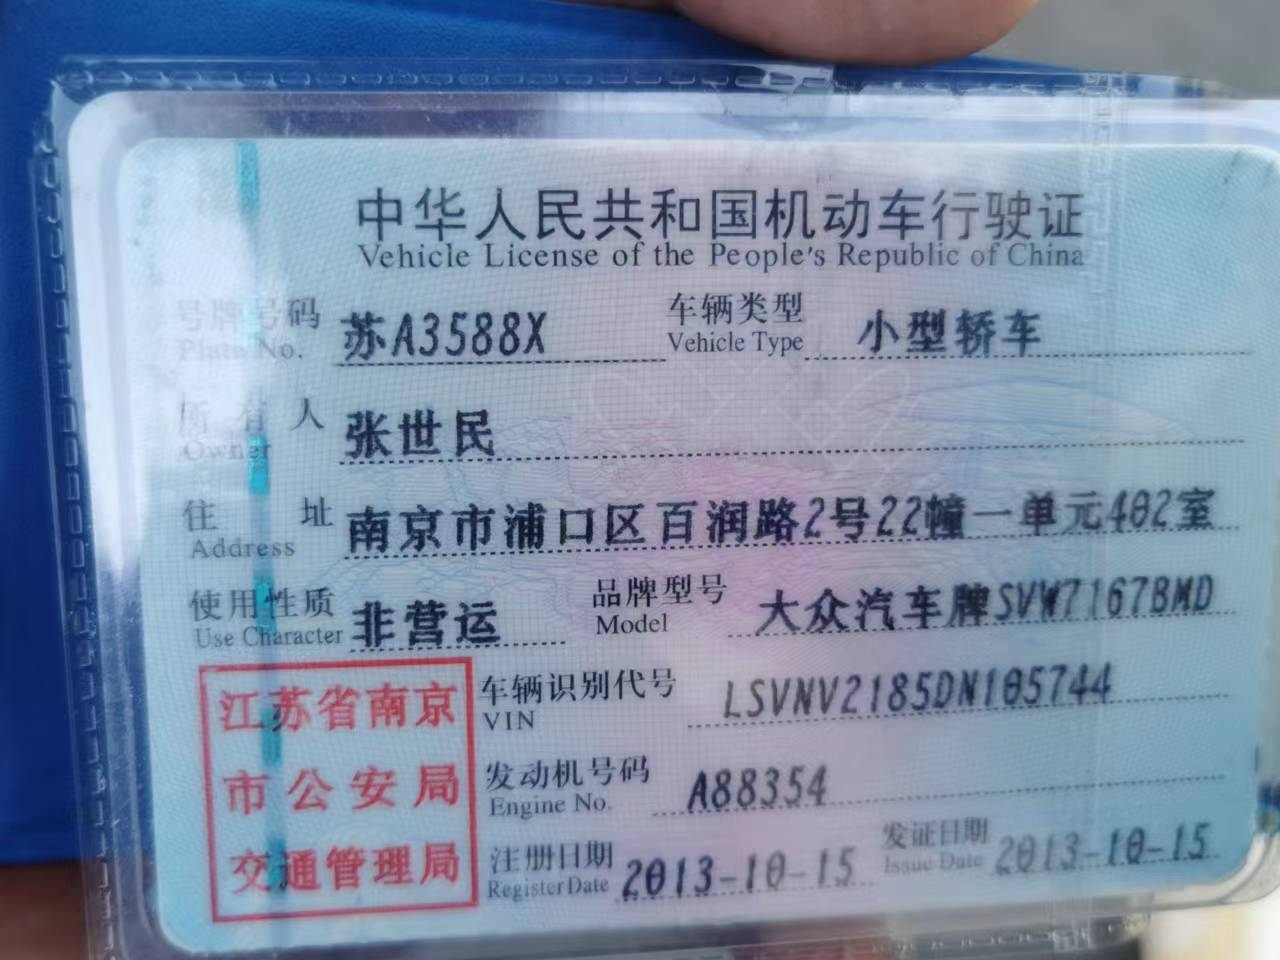 中华人民共和国机动车行驶证
Vehicle License of the People's Republic of China
号牌号码 苏A3588X 车辆类型 小型轿车
Plate No. Vehicle Type
所有人 张世民
Owner
住址 南京市浦口区百润路2号22幢一单元402室
Address
使用性质 非营运 品牌型号 大众汽车牌SVW7167BMD
Use Character Model
江苏省南京
市公安局
交通管理局
车辆识别代号 LSVNV2185DN105744
VIN
发动机号码 A88354
Engine No.
注册日期 2013-10-15 发证日期 2013-10-15
Register Date Issue Date